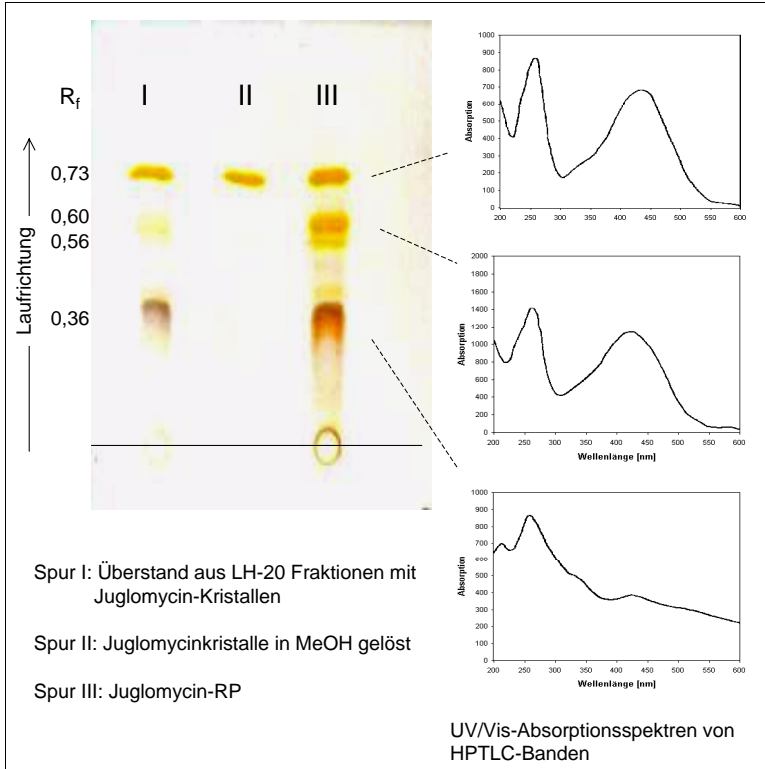 Rf
I
II
III
0,73
0,60
0,56
0,36
Laufrichtung
Spur I: Überstand aus LH-20 Fraktionen mit
Juglomycin-Kristallen
Spur II: Juglomycinkristalle in MeOH gelöst
Spur III: Juglomycin-RP
Absorption
1000
900
800
700
600
500
400
300
200
100
0
200 250 300 350 400 450 500 550 600
Absorption
2000
1800
1600
1400
1200
1000
800
600
400
200
0
200 250 300 350 400 450 500 550 600
Wellenlänge [nm]
Absorption
1000
900
800
700
600
500
400
300
200
100
0
200 250 300 350 400 450 500 550 600
Wellenlänge [nm]
UV/Vis-Absorptionsspektren von
HPTLC-Banden